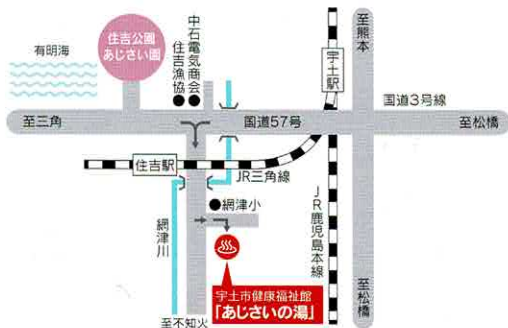 有明海
住吉公園
あじさい園
中石電気商会
住吉漁協
宇土駅
至熊本
国道3号線
至三角
国道57号
至松橋
住吉駅
JR三角線
網津川
網津小
JR鹿児島本線
宇土市健康福祉館
「あじさいの湯」
至不知火
至松橋